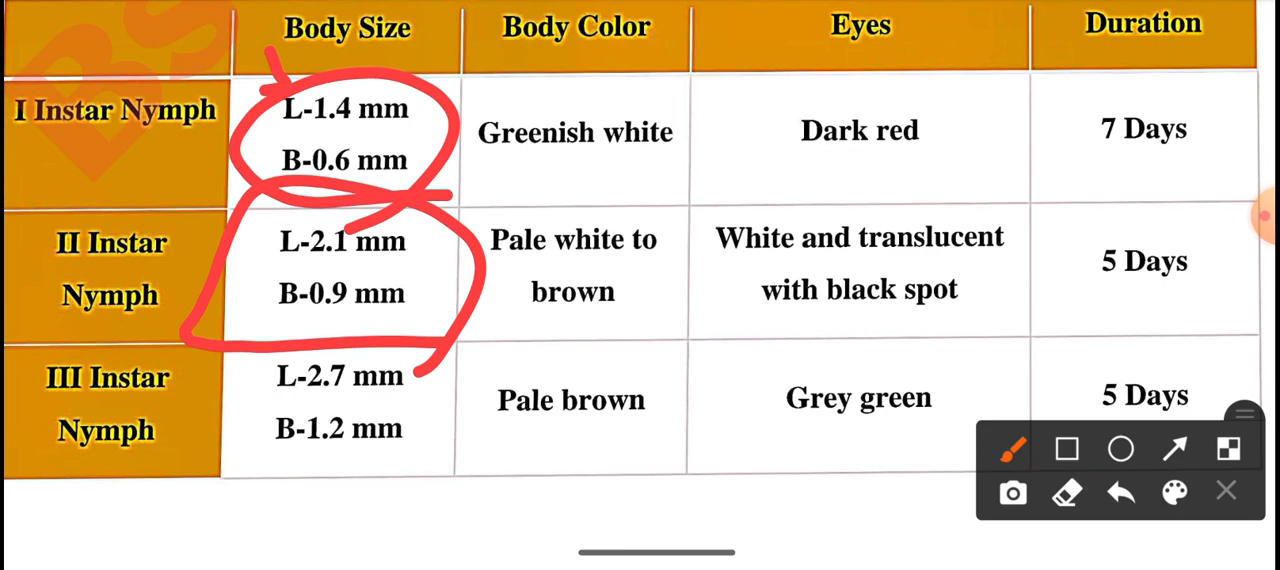 Body Size
Body Color
Eyes
Duration
I Instar Nymph
L-1.4 mm
B-0.6 mm
Greenish white
Dark red
7 Days
II Instar
Nymph
L-2.1 mm
B-0.9 mm
Pale white to
brown
White and translucent
with black spot
5 Days
III Instar
Nymph
L-2.7 mm
B-1.2 mm
Pale brown
Grey green
5 Days